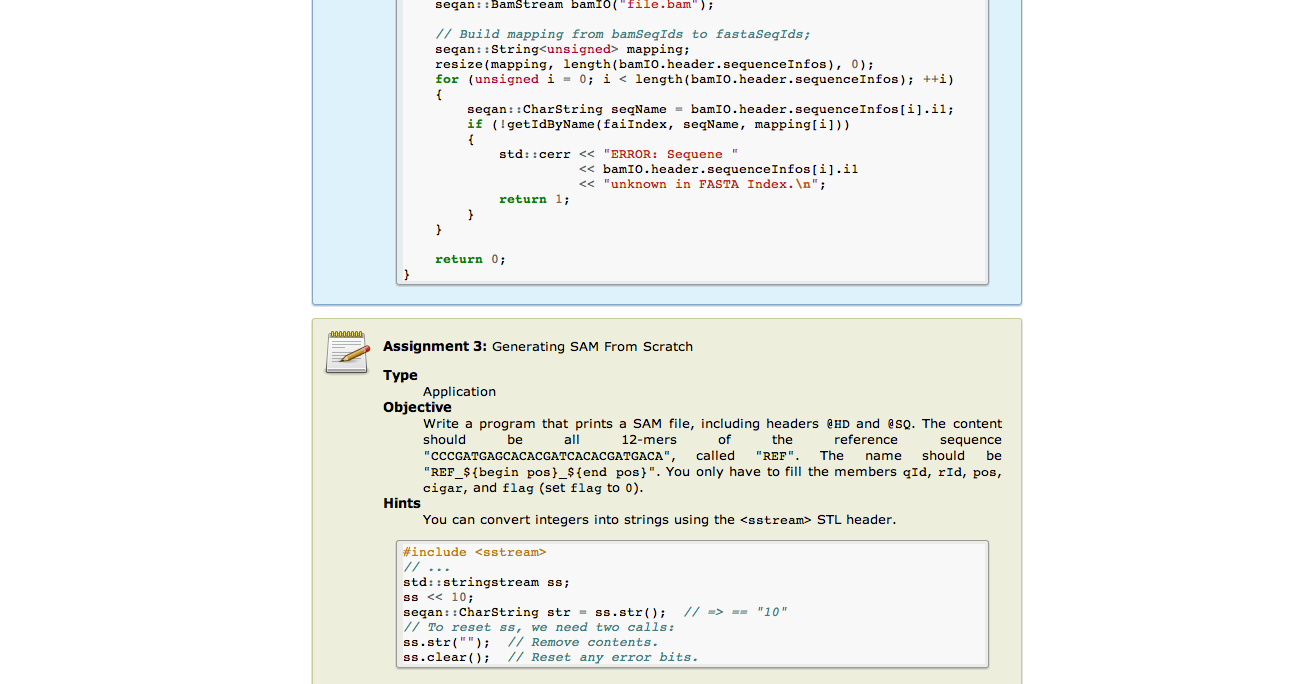 seqan::BamStream bamIO("file.bam");
// Build mapping from bamSeqIds to fastaSeqIds;
seqan::String<unsigned> mapping;
resize(mapping, length(bamIO.header.sequenceInfos), 0);
for (unsigned i = 0; i < length(bamIO.header.sequenceInfos); ++i)
{
seqan::CharString seqName = bamIO.header.sequenceInfos[i].i1;
if (!getIdByName(faiIndex, seqName, mapping[i]))
{
std::cerr << "ERROR: Sequene "
<< bamIO.header.sequenceInfos[i].i1
<< "unknown in FASTA Index.\n";
return 1;
}
}
return 0;
}
Assignment 3: Generating SAM From Scratch
Type
Application
Objective
Write a program that prints a SAM file, including headers @HD and @SQ. The content
should be all 12-mers of the reference sequence
"CCCGATGAGCACACGATCACACGATGACA", called "REF". The name should be
"REF_${begin pos}_${end pos}". You only have to fill the members qId, rId, pos,
cigar, and flag (set flag to 0).
Hints
You can convert integers into strings using the <sstream> STL header.
#include <sstream>
// ...
std::stringstream ss;
ss << 10;
seqan::CharString str = ss.str();  // => == "10"
// To reset ss, we need two calls:
ss.str("");  // Remove contents.
ss.clear();  // Reset any error bits.